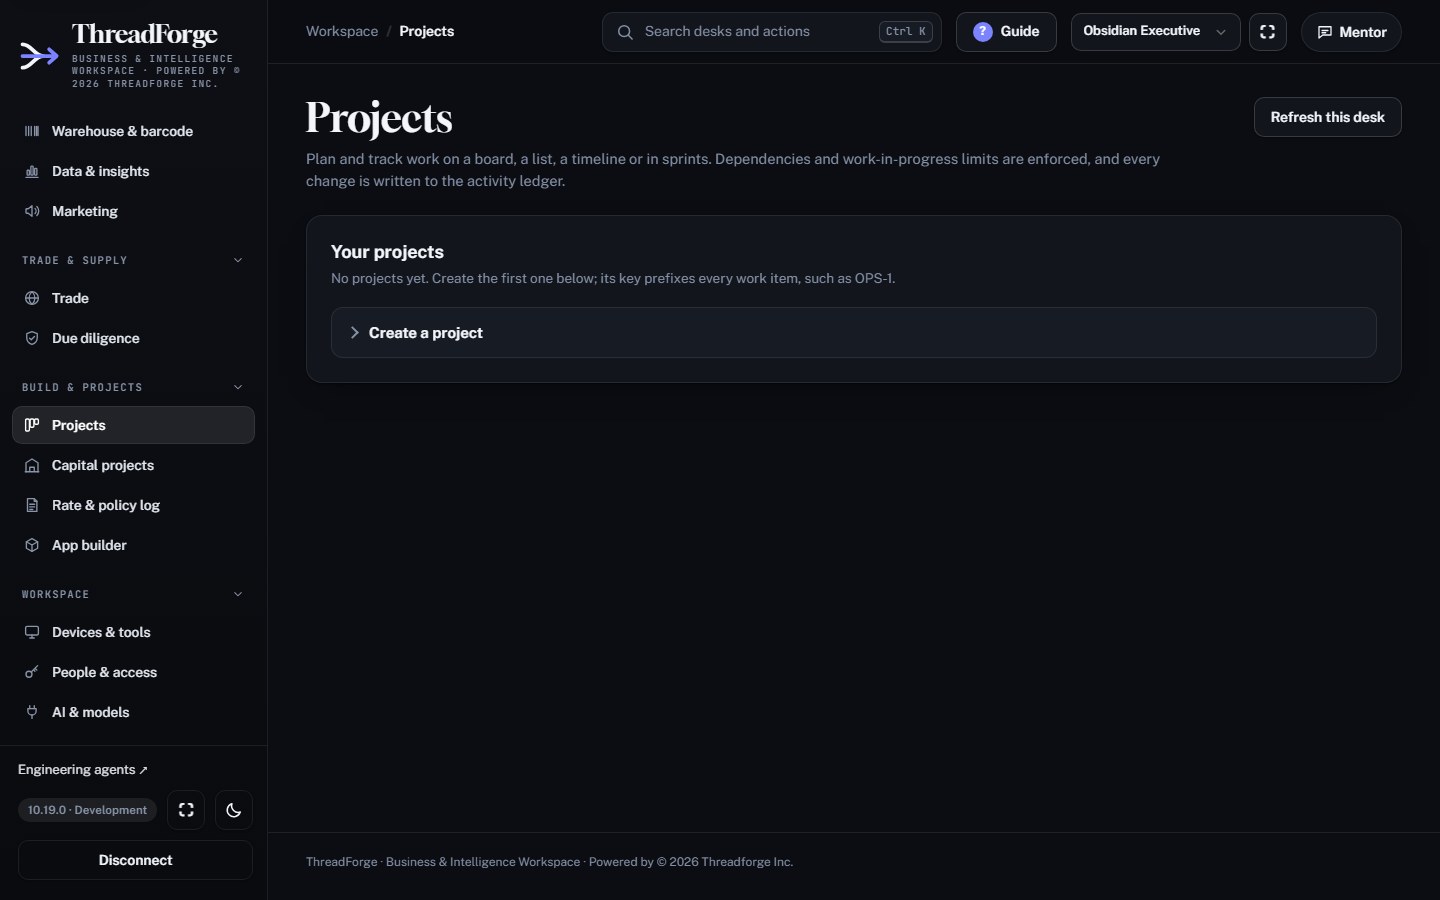 ThreadForge
BUSINESS & INTELLIGENCE
WORKSPACE · POWERED BY ©
2026 THREADFORGE INC.
Warehouse & barcode
Data & insights
Marketing
TRADE & SUPPLY
Trade
Due diligence
BUILD & PROJECTS
Projects
Capital projects
Rate & policy log
App builder
WORKSPACE
Devices & tools
People & access
AI & models
Engineering agents ↗
10.19.0 · Development
Disconnect
Workspace / Projects
Search desks and actions
Ctrl K
? Guide
Obsidian Executive
Mentor
Projects
Refresh this desk
Plan and track work on a board, a list, a timeline or in sprints. Dependencies and work-in-progress limits are enforced, and every
change is written to the activity ledger.
Your projects
No projects yet. Create the first one below; its key prefixes every work item, such as OPS-1.
Create a project
ThreadForge · Business & Intelligence Workspace · Powered by © 2026 Threadforge Inc.